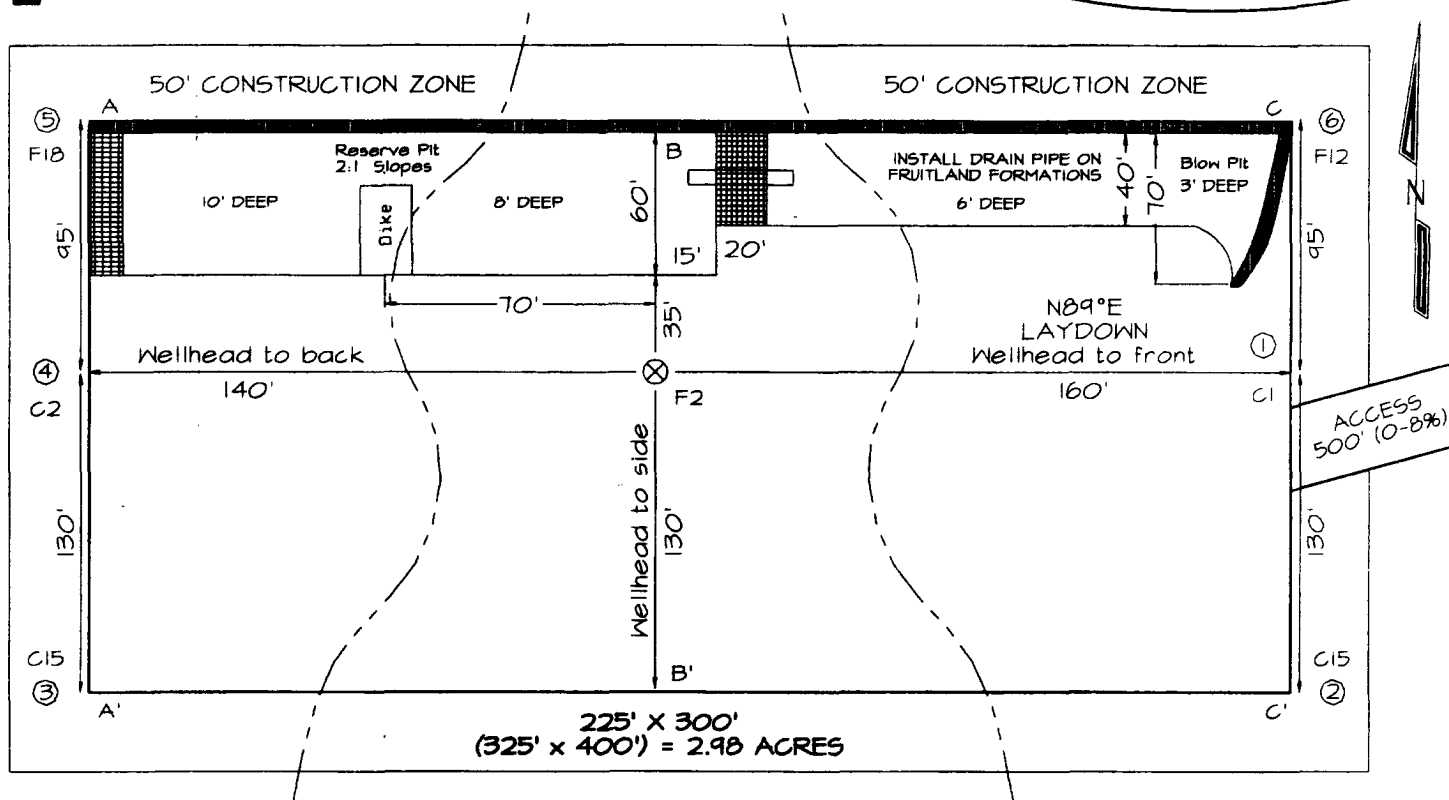 50' CONSTRUCTION ZONE
50' CONSTRUCTION ZONE
A
C
5
6
F18
F12
Reserve Pit
2:1 Slopes
B
INSTALL DRAIN PIPE ON
FRUITLAND FORMATIONS
Blow Pit
3' DEEP
10' DEEP
Dike
8' DEEP
60'
6' DEEP
40'
70'
N
95'
15'
20'
95'
70'
35'
N89°E
LAYDOWN
Wellhead to back
Wellhead to front
1
4
140'
F2
160'
C2
C1
ACCESS
500' (0-8%)
130'
Wellhead to side
130'
130'
C15
C15
3
B'
2
A'
C'
225' X 300'
(325' x 400') = 2.98 ACRES